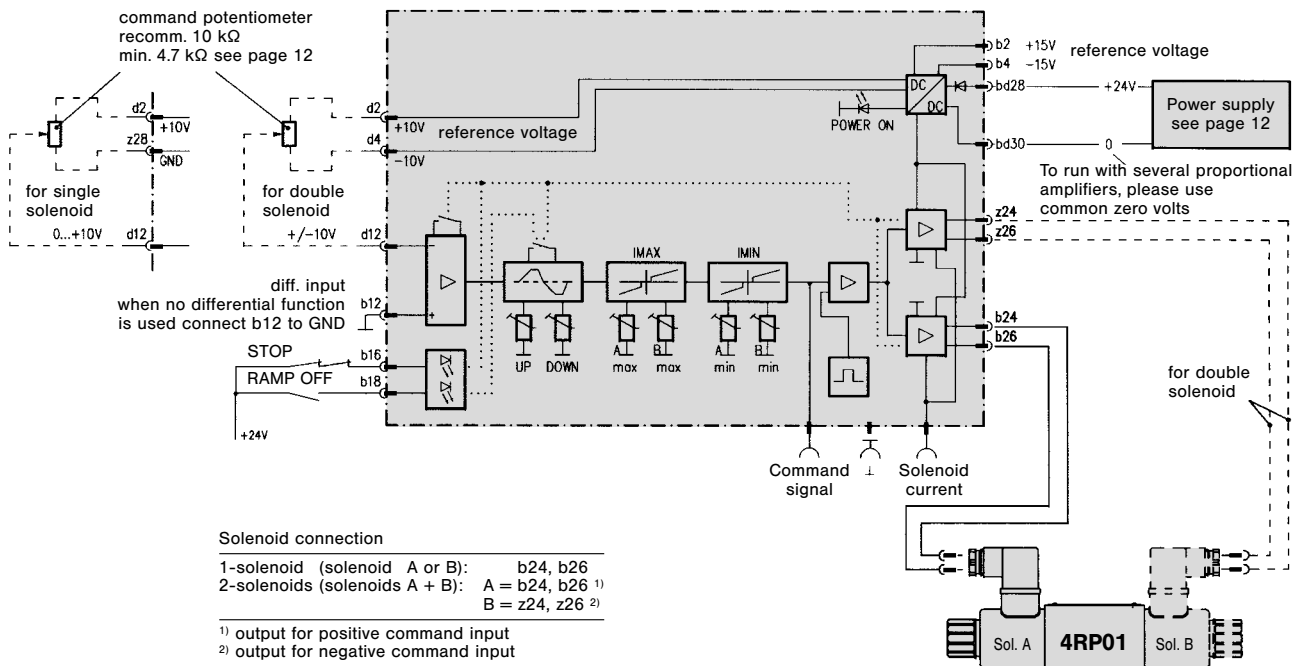 command potentiometer
recomm. 10 kΩ
min. 4.7 kΩ see page 12
b2 +15V reference voltage
b4 -15V
DC
DC
bd28 +24V
Power supply
see page 12
POWER ON
d2
+10V
z28
GND
d2
+10V
reference voltage
d4
-10V
bd30 0
To run with several proportional
amplifiers, please use
common zero volts
for single
solenoid
for double
solenoid
0...+10V d12
+/-10V d12
z24
z26
IMAX
IMIN
diff. input
when no differential function
is used connect b12 to GND
b12
-
+
b24
b26
STOP
b16
RAMP OFF
b18
+24V
UP
DOWN
A
max
B
max
A
min
B
min
for double
solenoid
Command
signal
Solenoid
current
Solenoid connection
1-solenoid (solenoid A or B): b24, b26
2-solenoids (solenoids A + B): A = b24, b26 1)
B = z24, z26 2)
1) output for positive command input
2) output for negative command input
Sol. A
4RP01
Sol. B